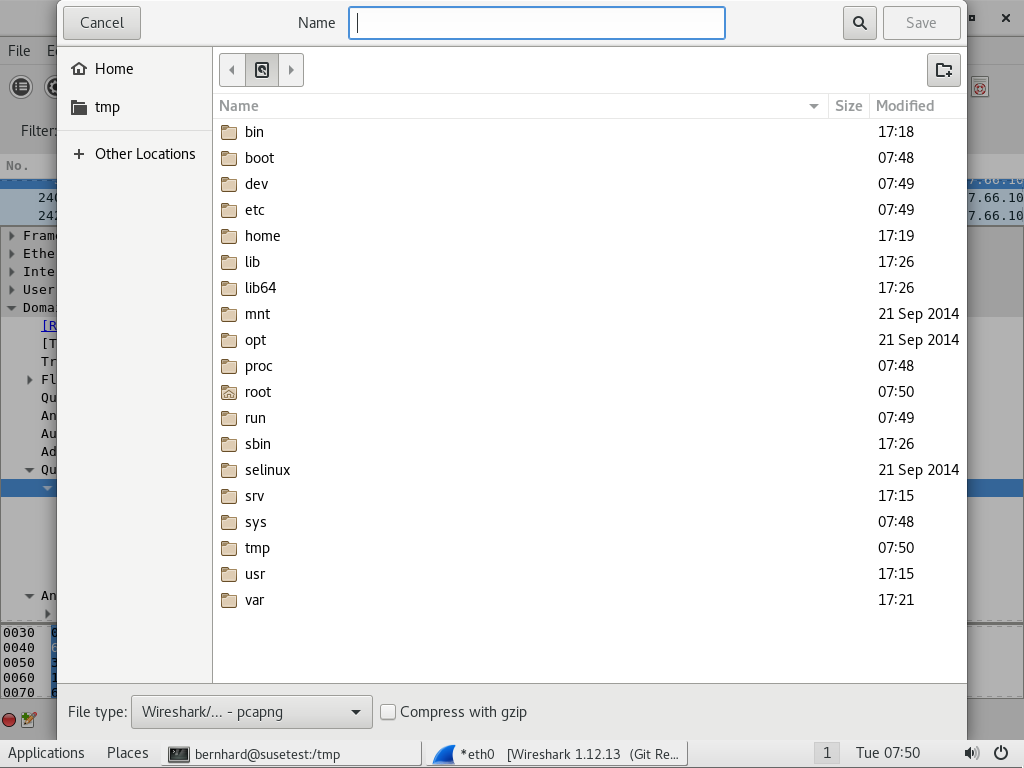 Cancel Name Save
File
Home
tmp
Other Locations
Filter:
No.
Name Size Modified
bin 17:18
boot 07:48
dev 07:49
etc 07:49
home 17:19
lib 17:26
lib64 17:26
mnt 21 Sep 2014
opt 21 Sep 2014
proc 07:48
root 07:50
run 07:49
sbin 17:26
selinux 21 Sep 2014
srv 17:15
sys 07:48
tmp 07:50
usr 17:15
var 17:21
240 7.66.10
242 7.66.10
Fram
Ethe
Inte
User
Doma
[R
[T
Tr
Fl
Qu
An
Au
Ad
Qu
An
0030
0040
0050
0060
0070
File type: Wireshark/... - pcapng Compress with gzip
Applications Places bernhard@susetest:/tmp *eth0 [Wireshark 1.12.13 (Git Re... 1 Tue 07:50